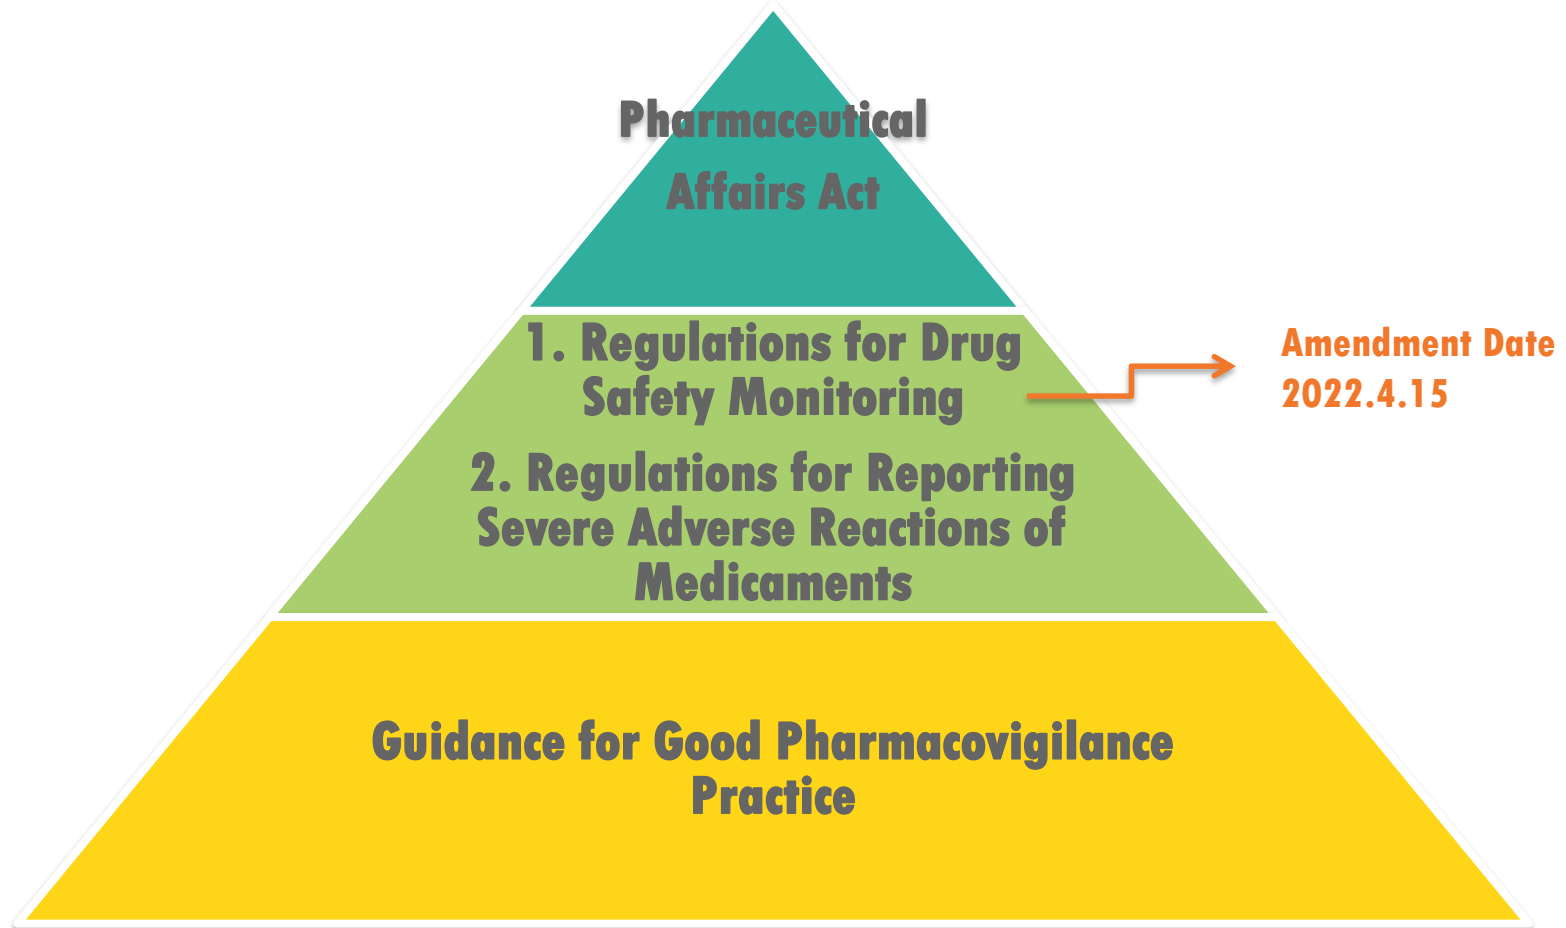 Pharmaceutical
Affairs Act
1. Regulations for Drug
Safety Monitoring
Amendment Date
2022.4.15
2. Regulations for Reporting
Severe Adverse Reactions of
Medicaments
Guidance for Good Pharmacovigilance
Practice